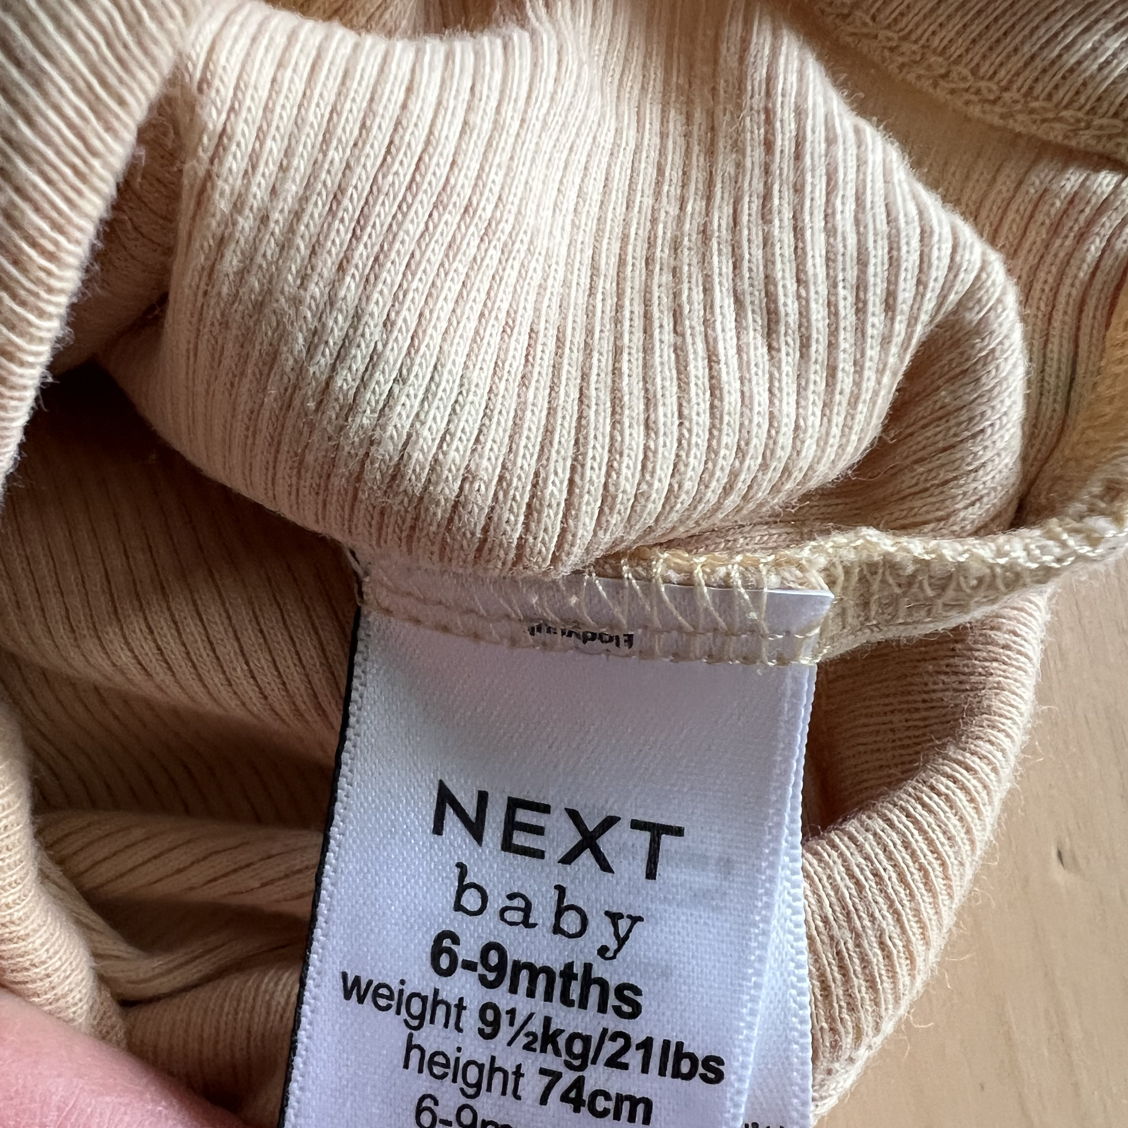 NEXT
baby
6-9mths
weight 9½kg/21lbs
height 74cm